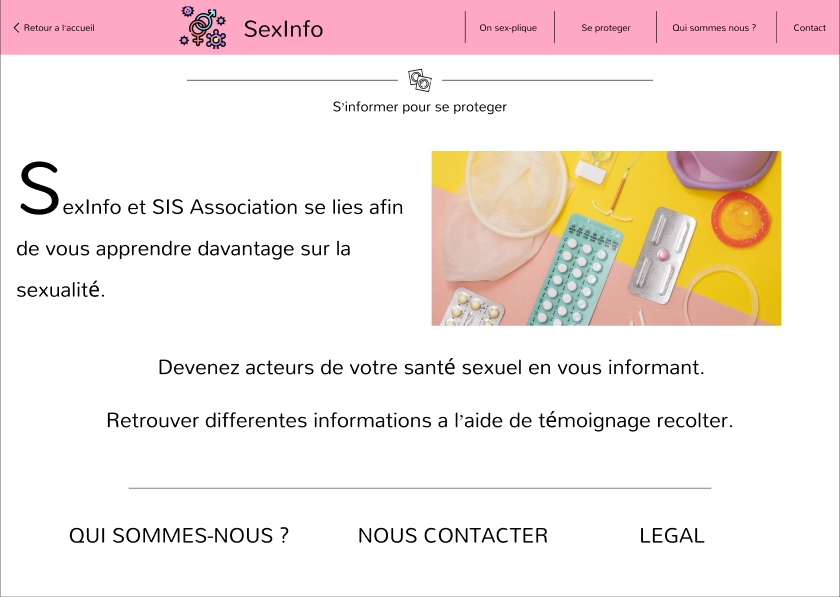 Retour a l'accueil
SexInfo
On sex-plique
Se proteger
Qui sommes nous ?
Contact
S'informer pour se proteger
SexInfo et SIS Association se lies afin
de vous apprendre davantage sur la
sexualité.
Devenez acteurs de votre santé sexuel en vous informant.
Retrouver differentes informations a l'aide de témoignage recolter.
QUI SOMMES-NOUS ?
NOUS CONTACTER
LEGAL